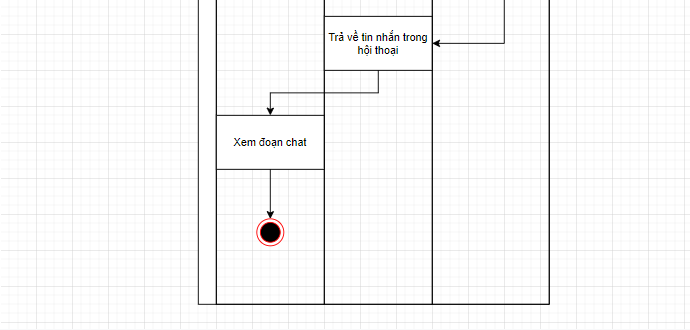 Trả về tin nhắn trong
hội thoại
Xem đoạn chat